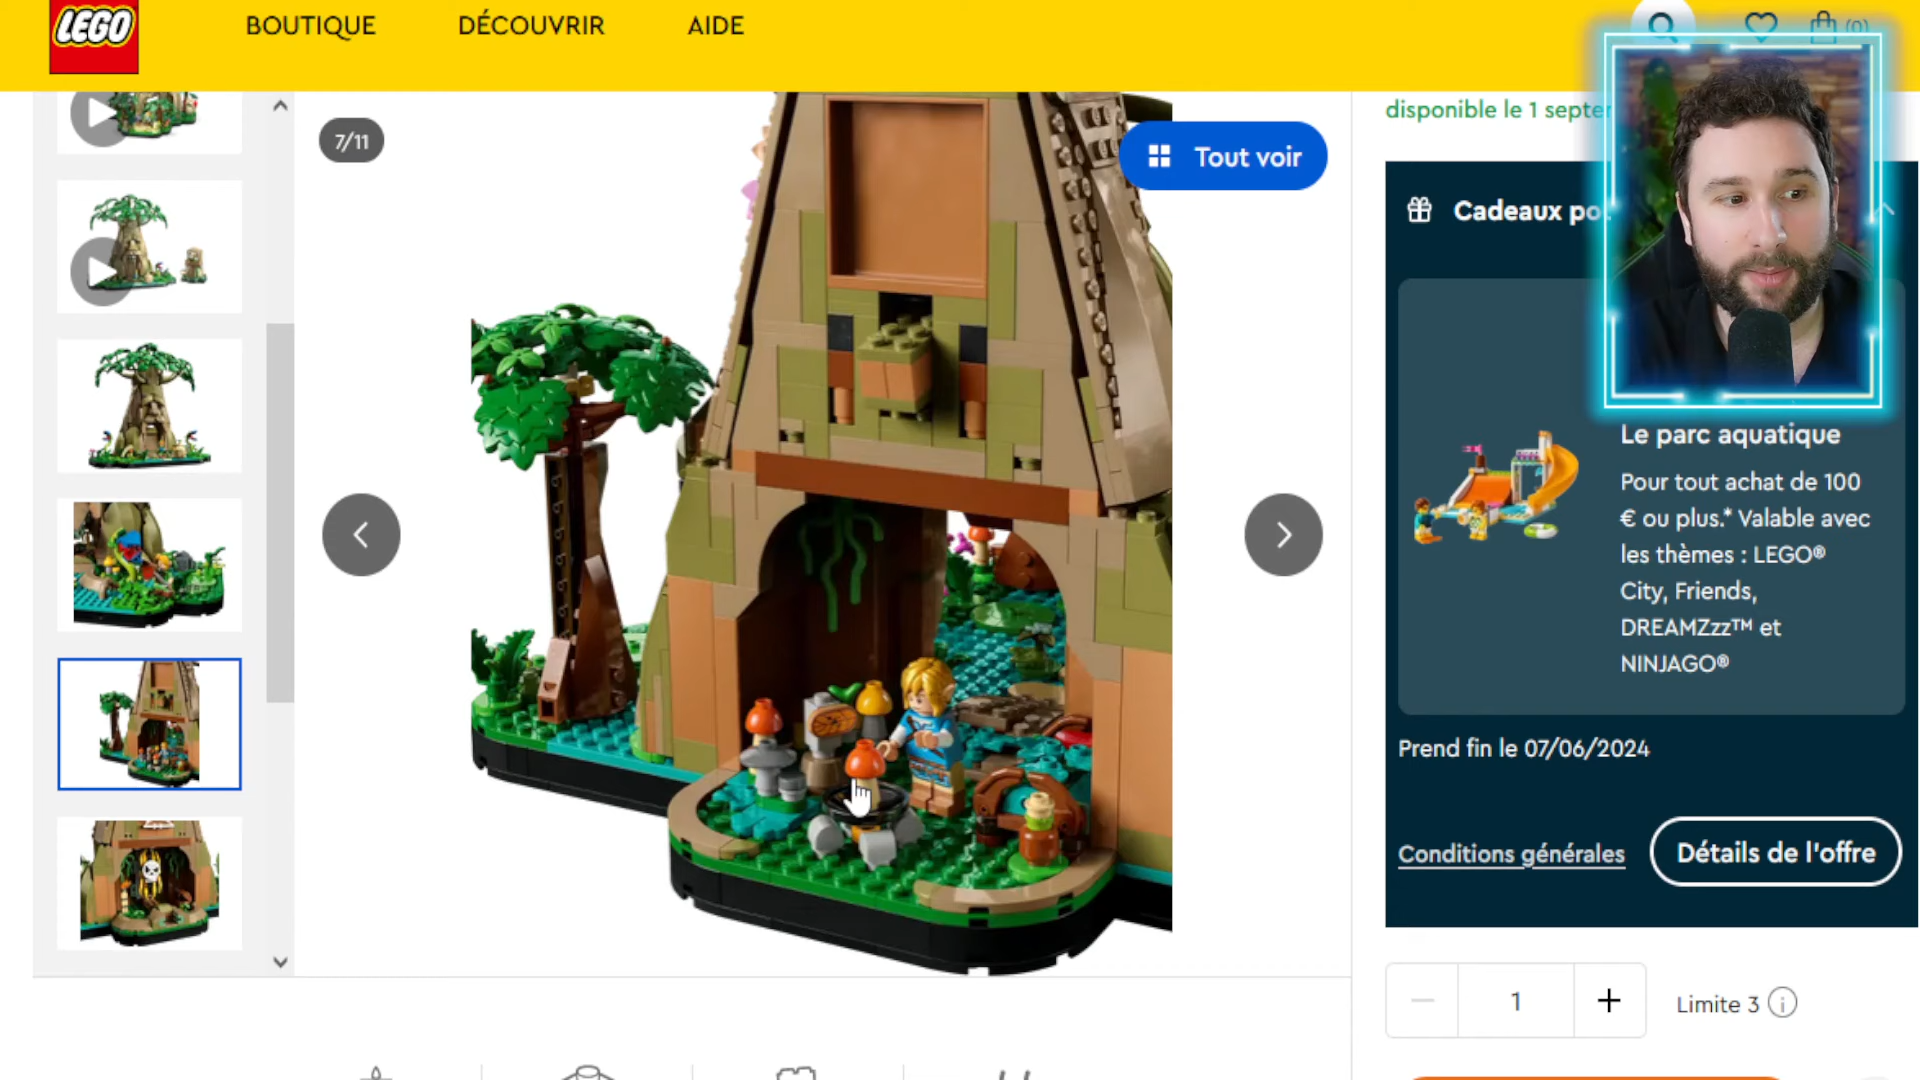 LEGO
BOUTIQUE
DÉCOUVRIR
AIDE
(0)
7/11
Tout voir
disponible le 1
Cadeaux
Le parc aquatique
Pour tout achat de 100
€ ou plus.* Valable avec
les thèmes : LEGO®
City, Friends,
DREAMZzz™ et
NINJAGO®
Prend fin le 07/06/2024
Conditions générales
Détails de l'offre
1
Limite 3